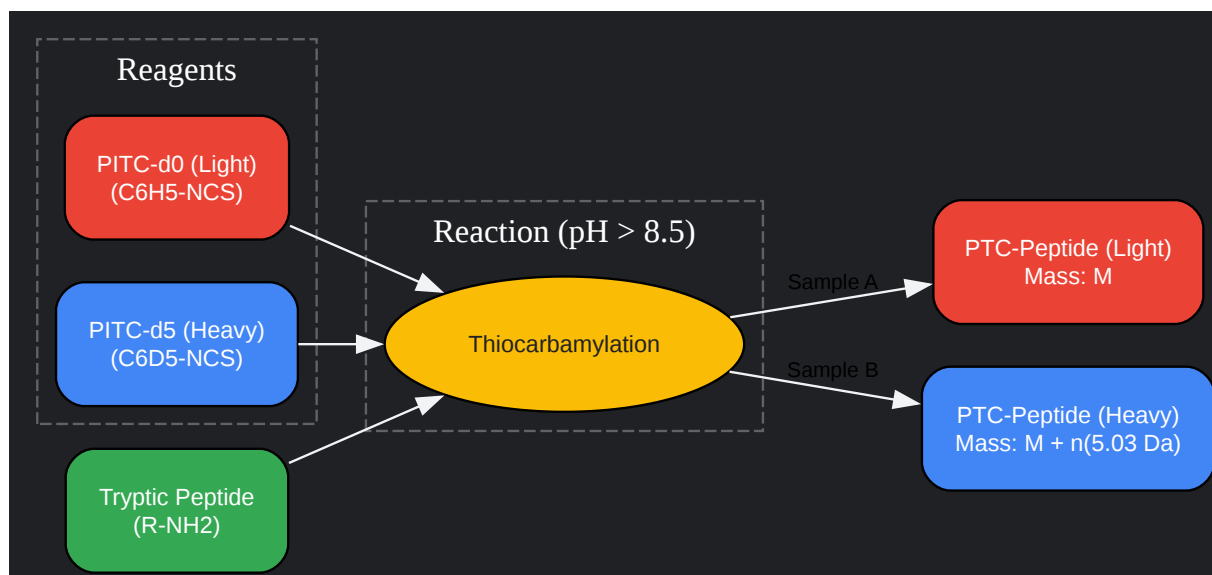 Reagents
PITC-d0 (Light)
(C6H5-NCS)
PITC-d5 (Heavy)
(C6D5-NCS)
Tryptic Peptide
(R-NH2)
Reaction (pH > 8.5)
Thiocarbamylation
Sample A
Sample B
PTC-Peptide (Light)
Mass: M
PTC-Peptide (Heavy)
Mass: M + n(5.03 Da)